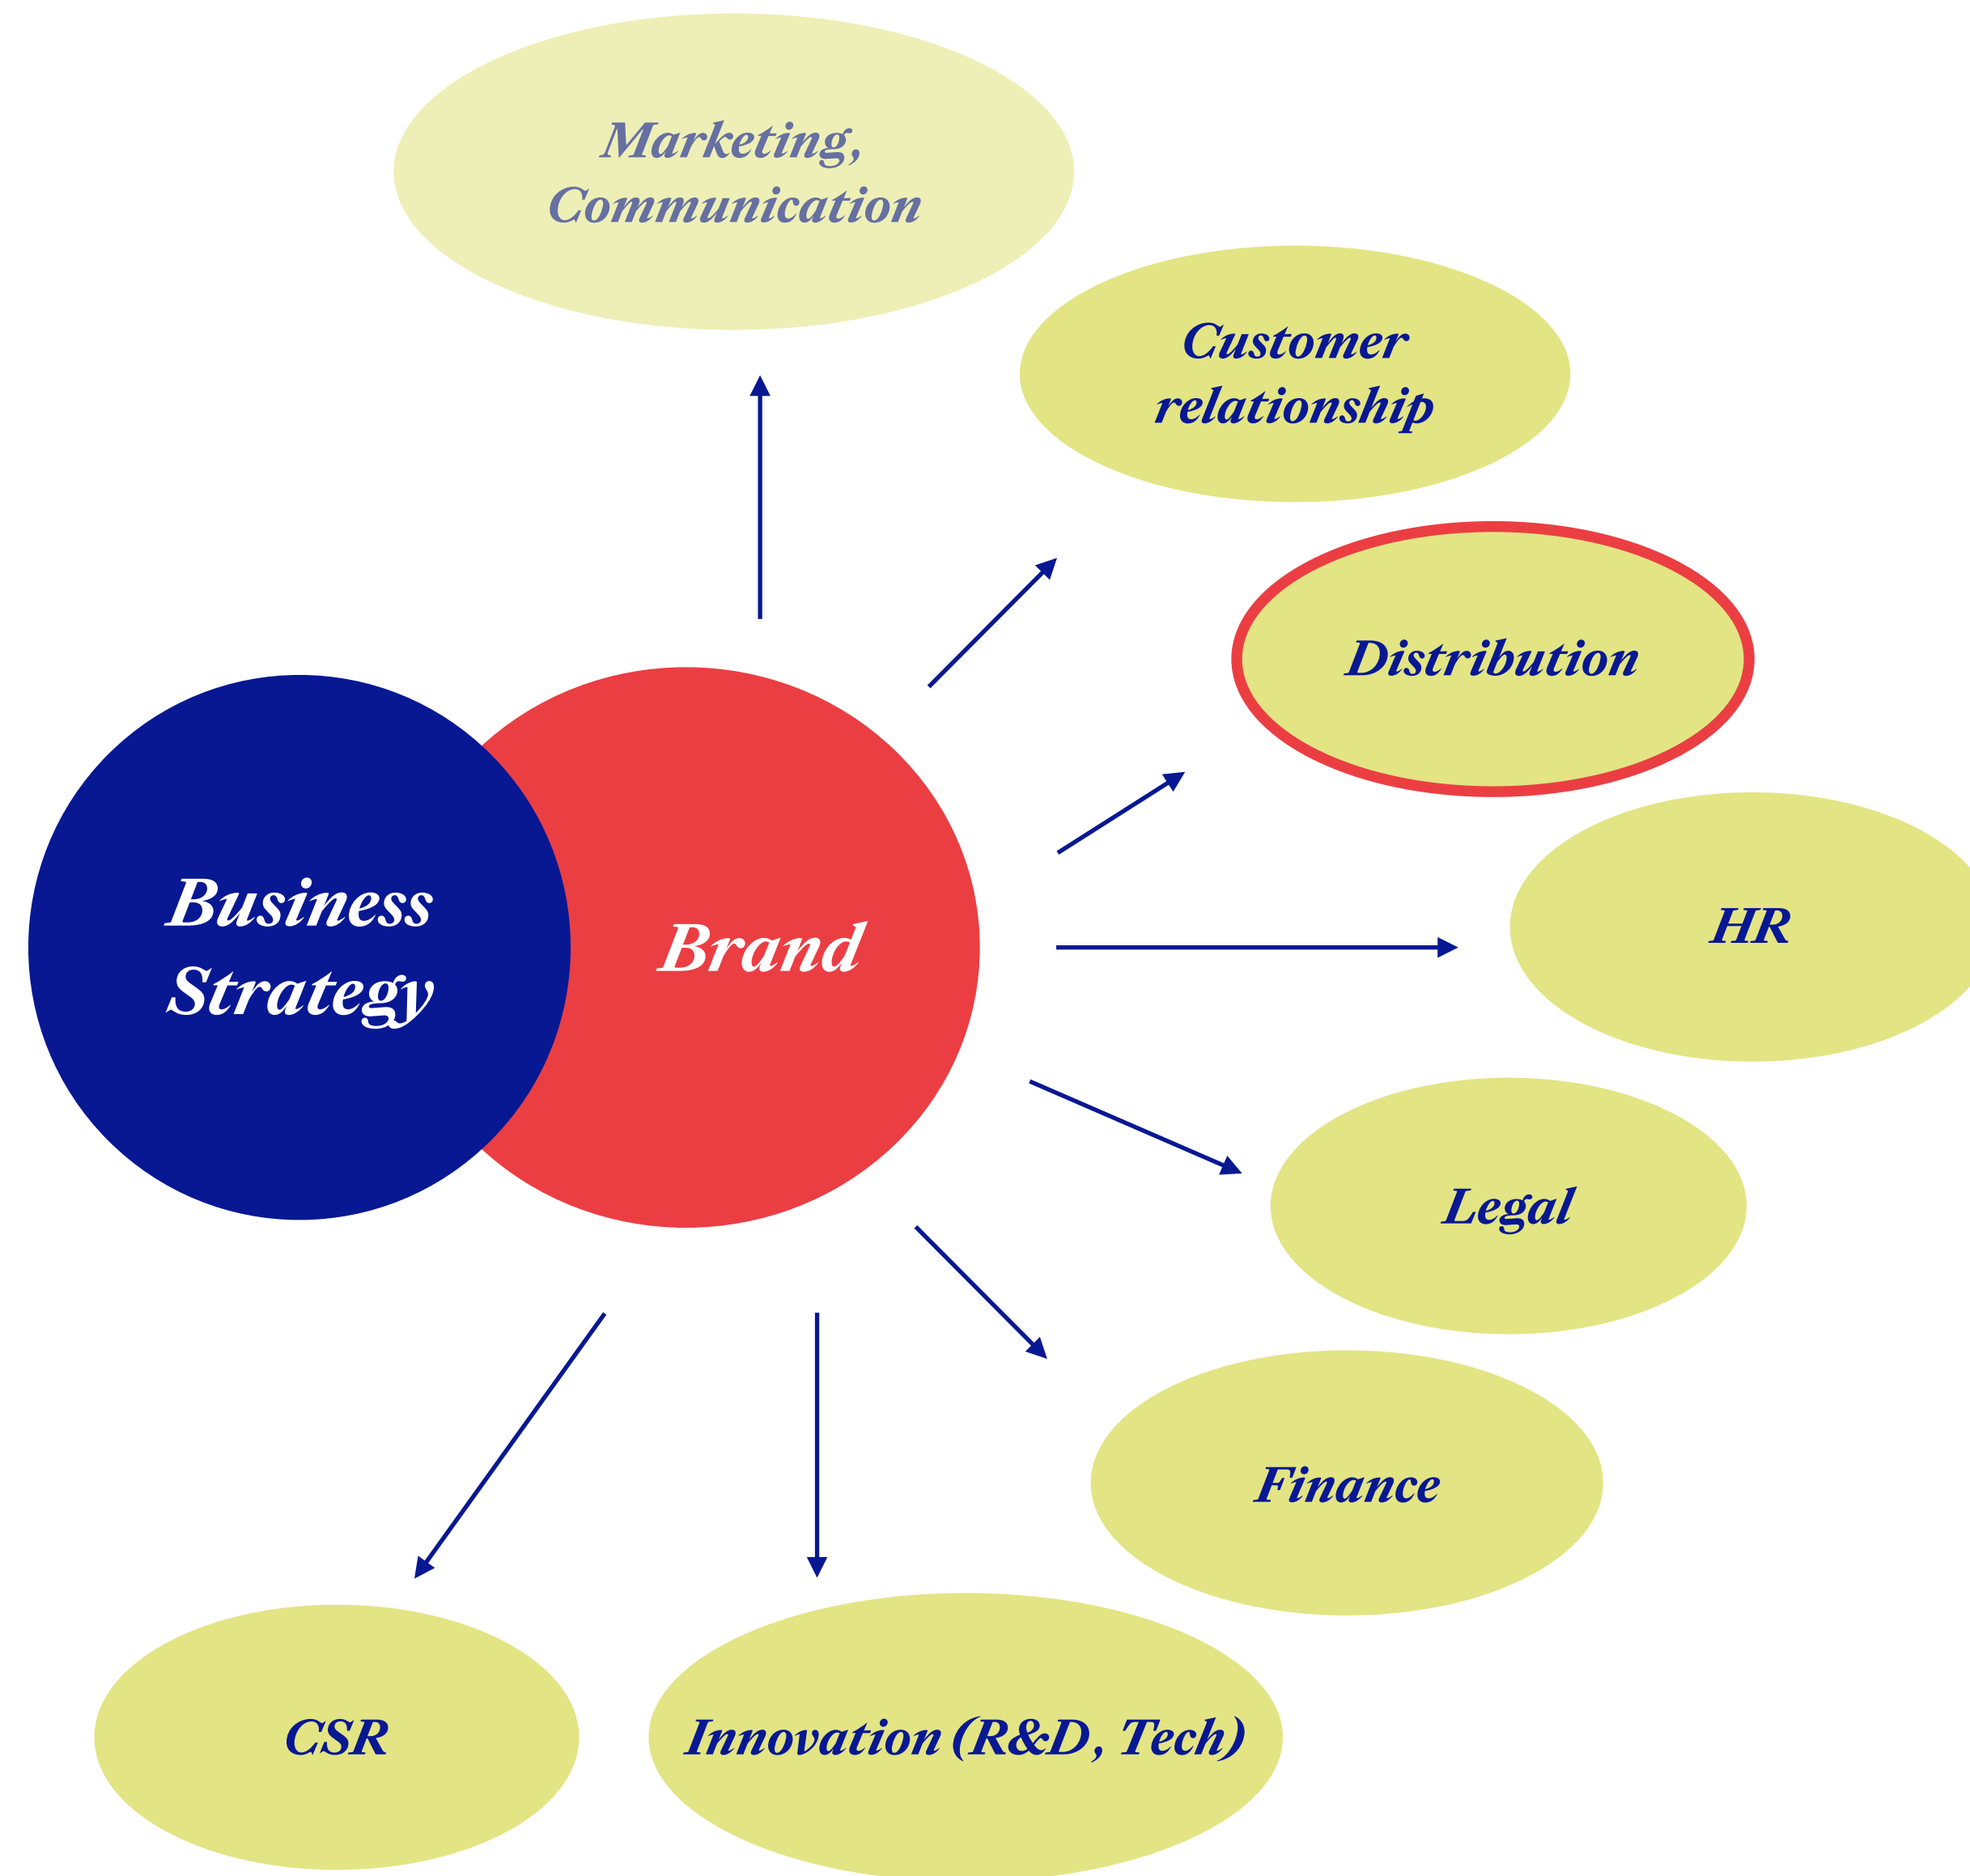 Marketing,
Communication
Customer
relationship
Distribution
Business
Strategy
Brand
HR
Legal
Finance
CSR
Innovation (R&D, Tech)